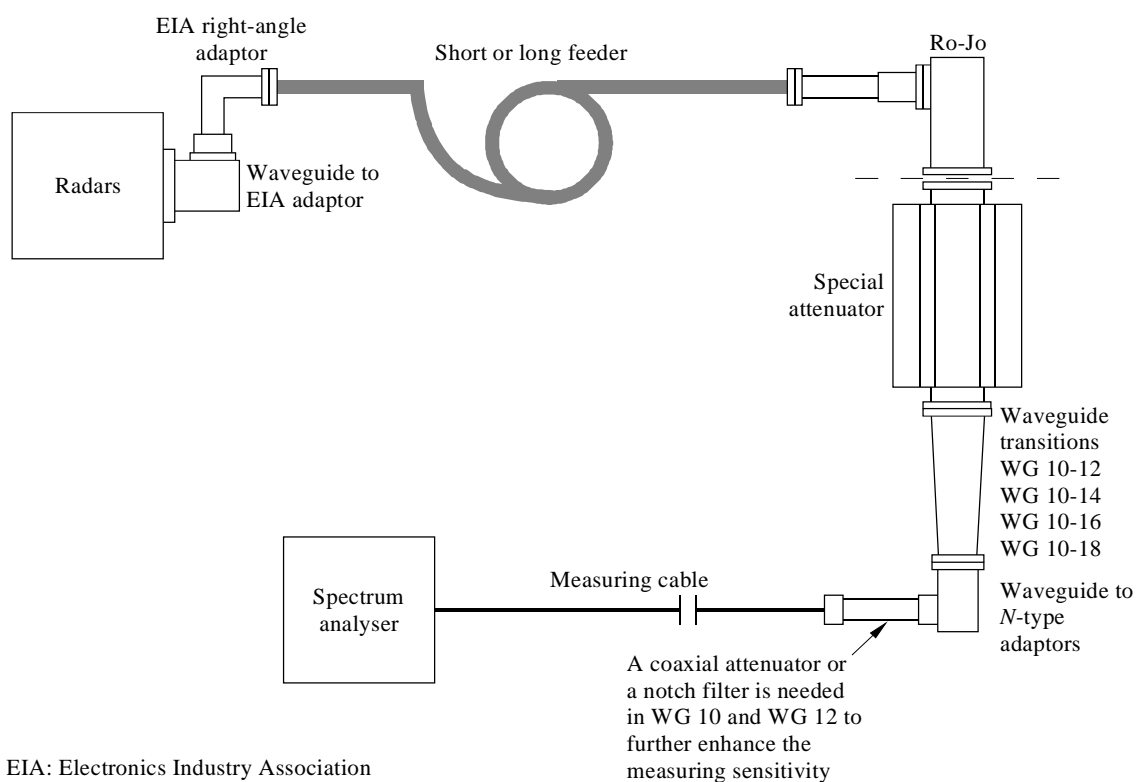 EIA right-angle
adaptor
Short or long feeder
Ro-Jo
Radars
Waveguide to
EIA adaptor
Special
attenuator
Waveguide
transitions
WG 10-12
WG 10-14
WG 10-16
WG 10-18
Spectrum
analyser
Measuring cable
Waveguide to
N-type
adaptors
A coaxial attenuator or
a notch filter is needed
in WG 10 and WG 12 to
further enhance the
measuring sensitivity
EIA: Electronics Industry Association